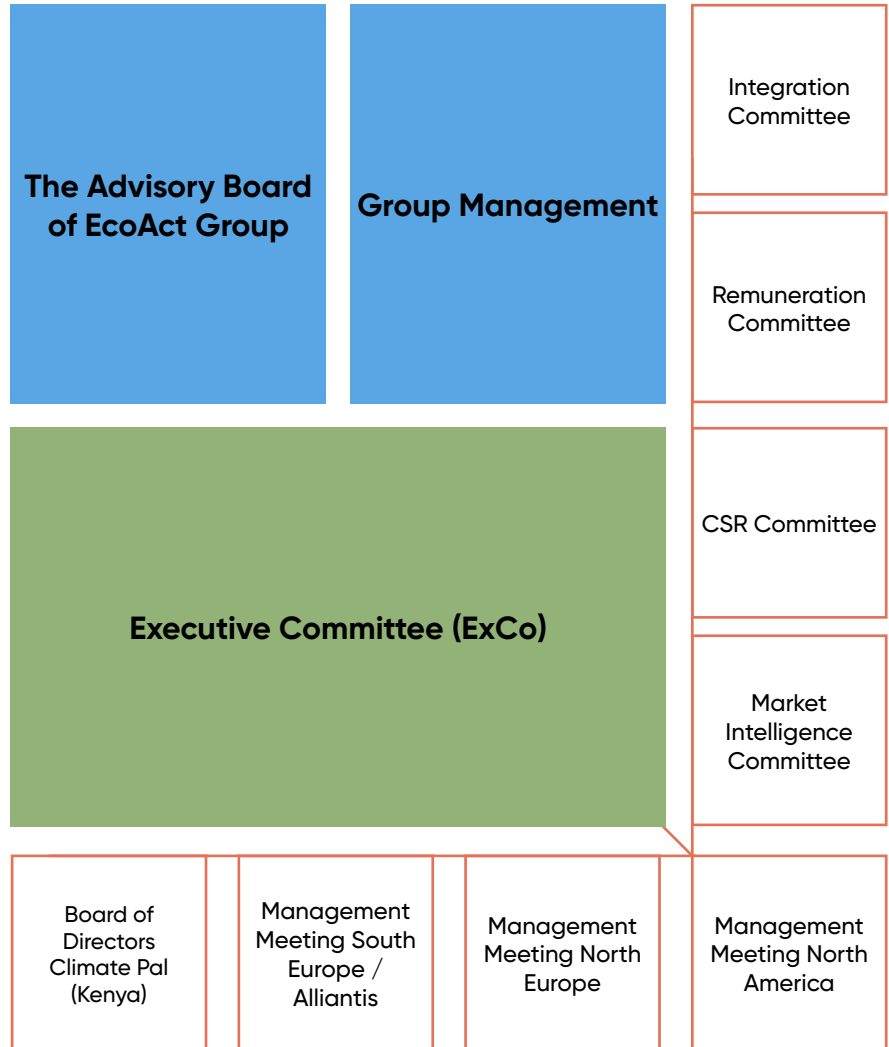 The Advisory Board
of EcoAct Group
Group Management
Integration
Committee
Remuneration
Committee
Executive Committee (ExCo)
CSR Committee
Market
Intelligence
Committee
Board of
Directors
Climate Pal
(Kenya)
Management
Meeting South
Europe /
Alliantis
Management
Meeting North
Europe
Management
Meeting North
America